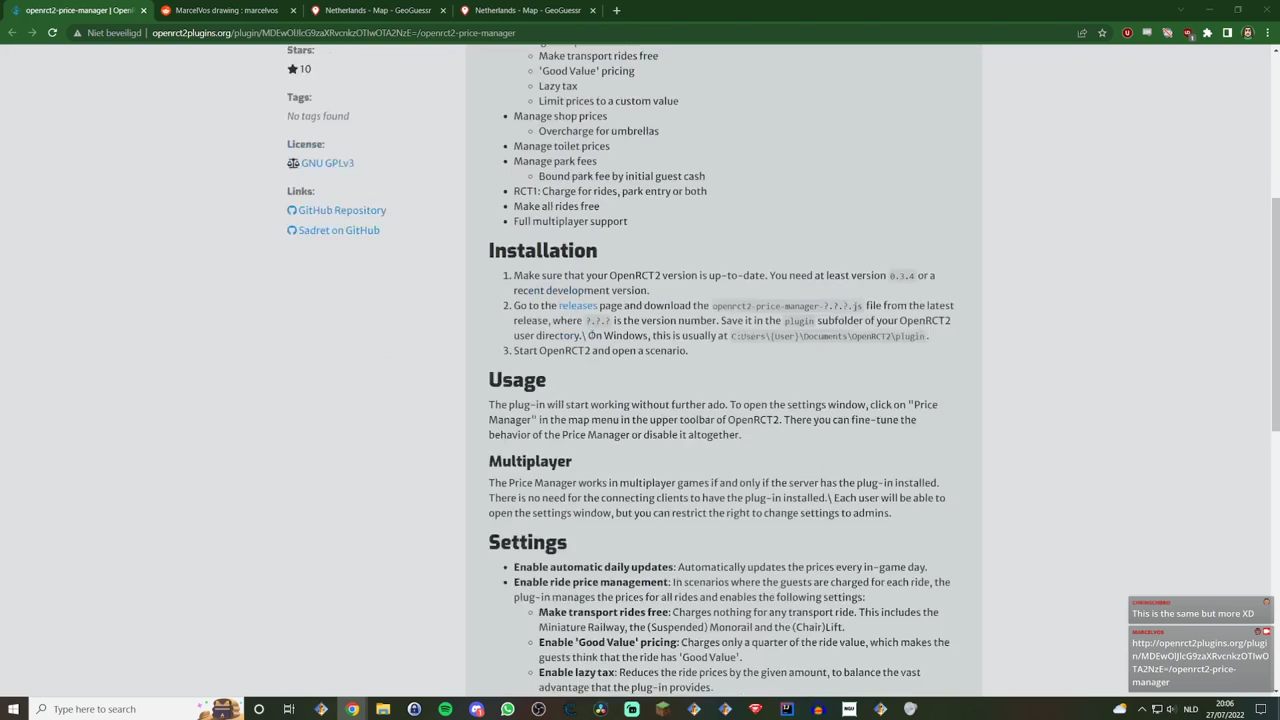 openrct2-price-manager | Open
MarcelVos drawing : marcelvos
Netherlands - Map - GeoGuessr
Netherlands - Map - GeoGuessr
Niet beveiligd
openrct2plugins.org/plugin/MDEwOlJlcG9zaXRvcnkzOTIwOTA2NzE=/openrct2-price-manager
Stars:
10
Tags:
No tags found
License:
GNU GPLv3
Links:
GitHub Repository
Sadret on GitHub
Make transport rides free
'Good Value' pricing
Lazy tax
Limit prices to a custom value
Manage shop prices
Overcharge for umbrellas
Manage toilet prices
Manage park fees
Bound park fee by initial guest cash
RCT1: Charge for rides, park entry or both
Make all rides free
Full multiplayer support
Installation
1. Make sure that your OpenRCT2 version is up-to-date. You need at least version 0.3.4 or a
recent development version.
2. Go to the releases page and download the openrct2-price-manager-?.?.?.js file from the latest
release, where ?.?.? is the version number. Save it in the plugin subfolder of your OpenRCT2
user directory.\ On Windows, this is usually at C:Users\{User}\Documents\OpenRCT2\plugin.
3. Start OpenRCT2 and open a scenario.
Usage
The plug-in will start working without further ado. To open the settings window, click on "Price
Manager" in the map menu in the upper toolbar of OpenRCT2. There you can fine-tune the
behavior of the Price Manager or disable it altogether.
Multiplayer
The Price Manager works in multiplayer games if and only if the server has the plug-in installed.
There is no need for the connecting clients to have the plug-in installed.\ Each user will be able to
open the settings window, but you can restrict the right to change settings to admins.
Settings
Enable automatic daily updates: Automatically updates the prices every in-game day.
Enable ride price management: In scenarios where the guests are charged for each ride, the
plug-in manages the prices for all rides and enables the following settings:
Make transport rides free: Charges nothing for any transport ride. This includes the
Miniature Railway, the (Suspended) Monorail and the (Chair)Lift.
Enable 'Good Value' pricing: Charges only a quarter of the ride value, which makes the
guests think that the ride has 'Good Value'.
Enable lazy tax: Reduces the ride prices by the given amount, to balance the vast
advantage that the plug-in provides.
This is the same but more XD
MARCELVOS
http://openrct2plugins.org/plugi
n/MDEwOlJlcG9zaXRvcnkzOTIwO
TA2NzE=/openrct2-price-
manager
Type here to search
NGU
NLD
20:06
27/07/2022